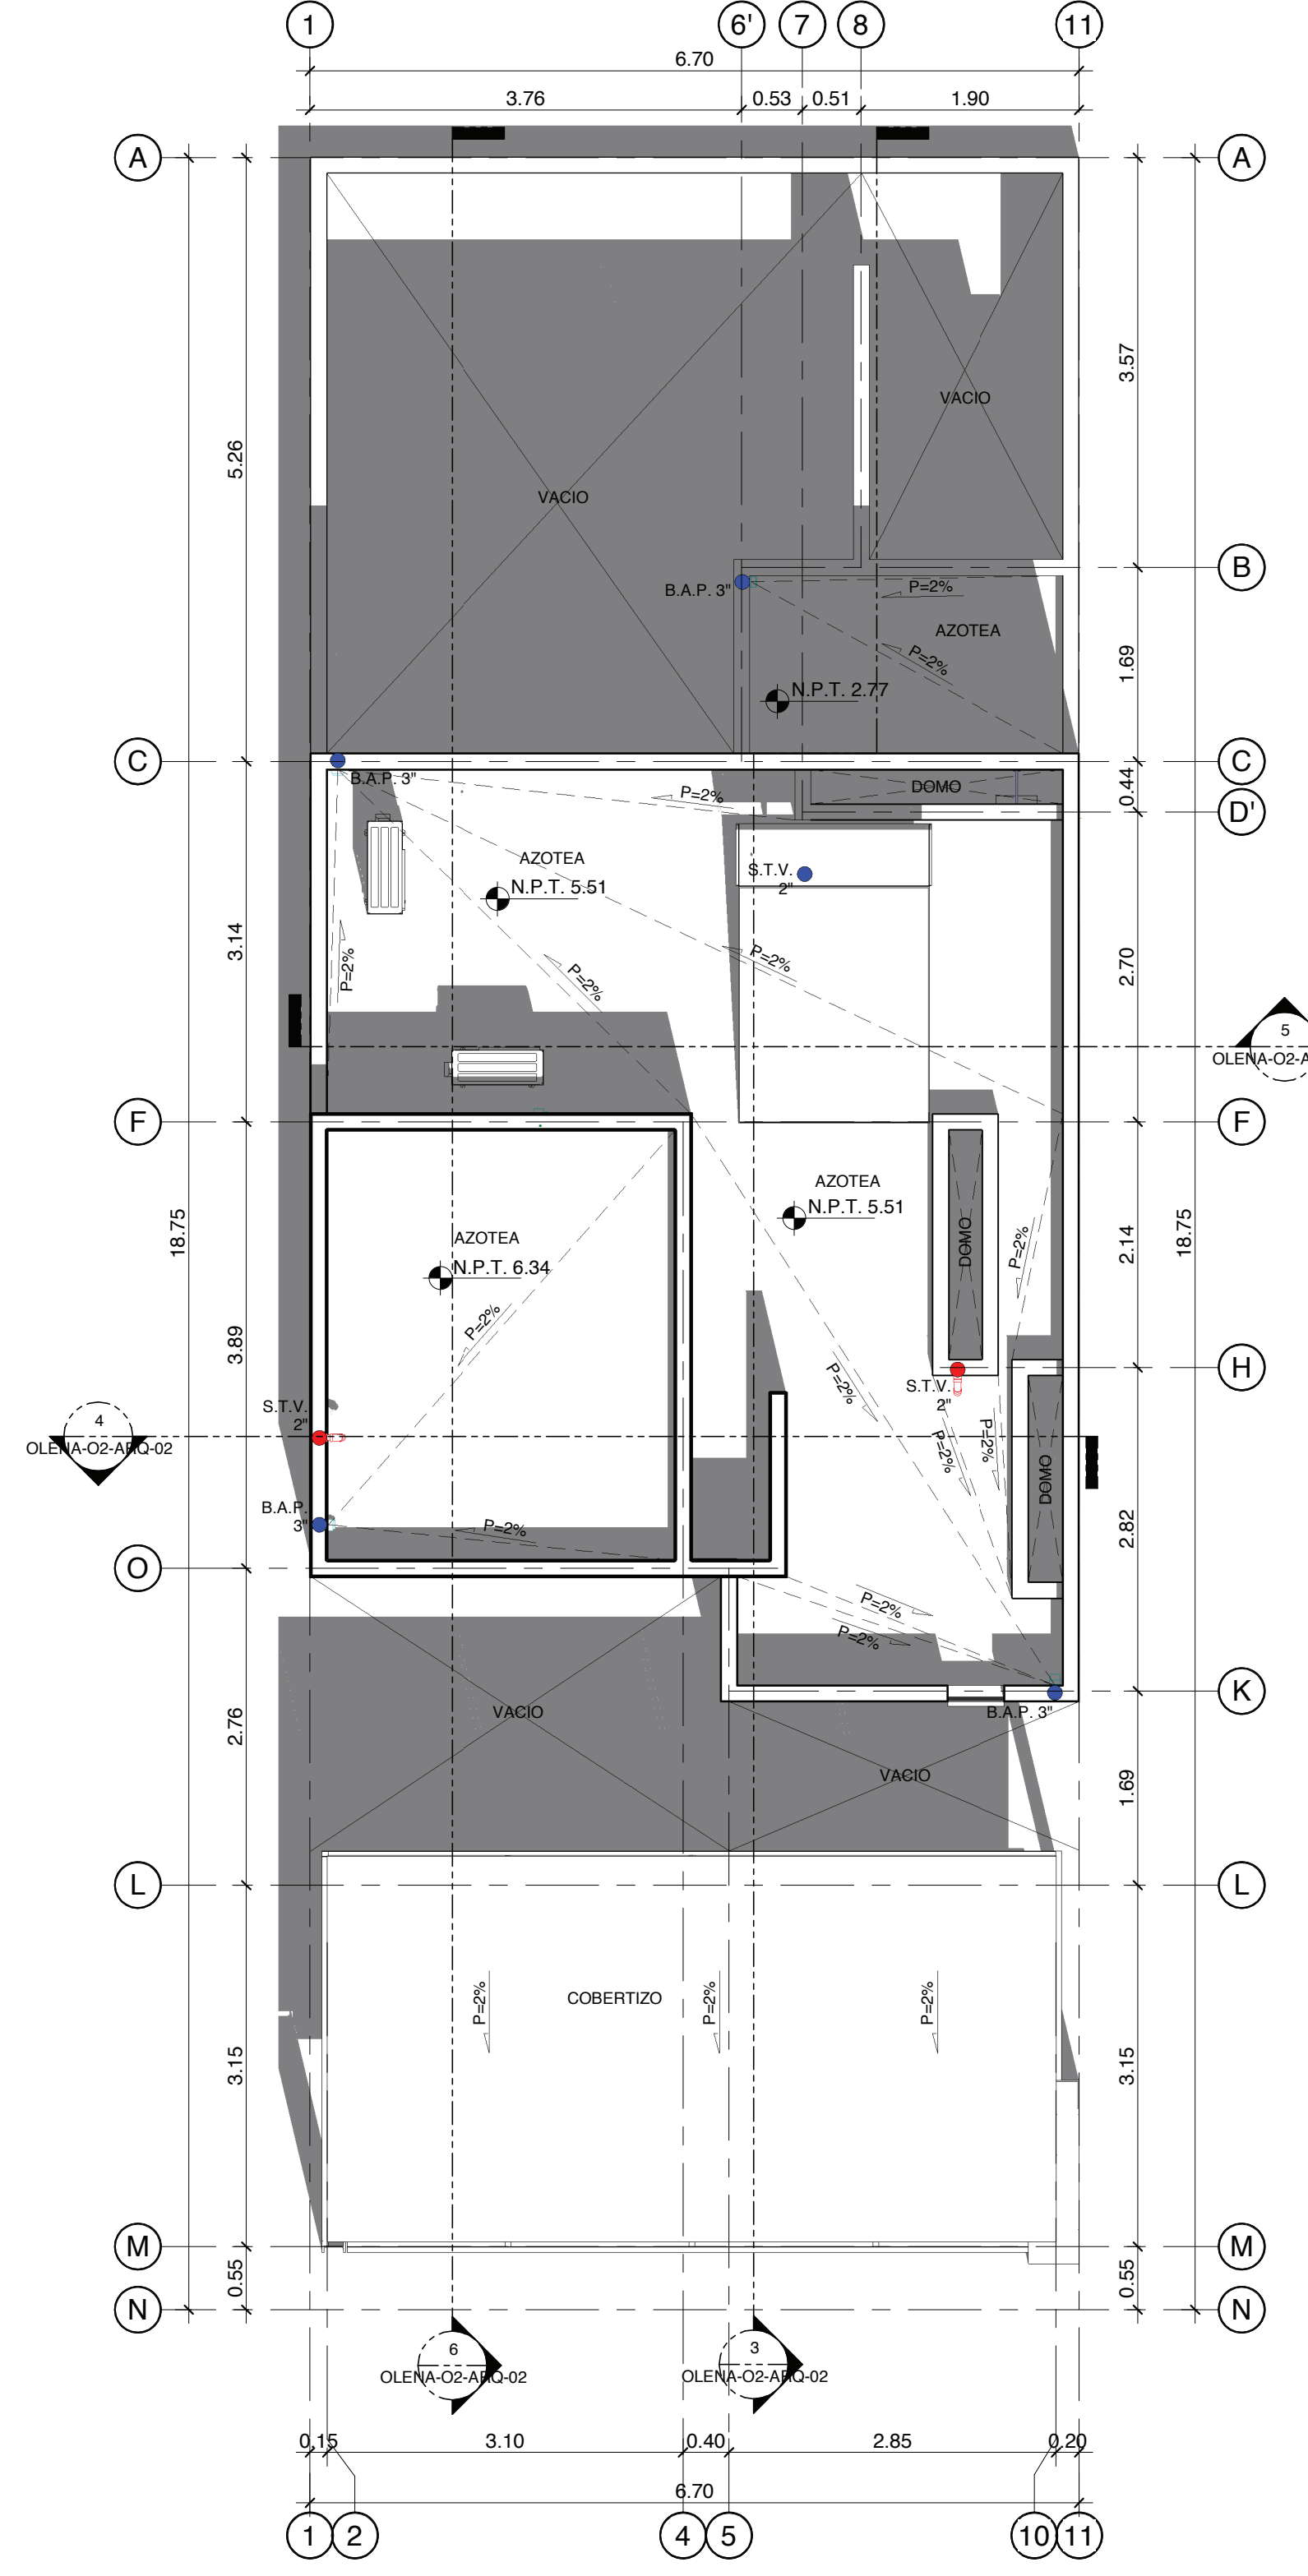 1 6' 7 8 11
6.70
3.76 0.53 0.51 1.90
A A
3.57
VACIO
5.26
VACIO
B
B.A.P. 3"
P=2%
AZOTEA
P=2%
1.69
N.P.T. 2.77
C C
B.A.P. 3"
DOMO
0.44
P=2%
D'
AZOTEA
S.T.V.
2"
N.P.T. 5.51
3.14
P=2%
P=2%
P=2%
2.70
5
OLENA-O2-A
F F
AZOTEA
N.P.T. 5.51
AZOTEA
N.P.T. 6.34
DOMO
P=2%
2.14
18.75
18.75
P=2%
3.89
H
P=2%
S.T.V.
2"
S.T.V.
2"
4
OLENA-O2-ARQ-02
P=2%
P=2%
DOMO
B.A.P.
3"
P=2%
2.82
O
P=2%
P=2%
K
B.A.P. 3"
VACIO
2.76
VACIO
1.69
L L
COBERTIZO
P=2%
P=2%
P=2%
3.15
3.15
M M
0.55
0.55
N N
6
OLENA-O2-ARQ-02
3
OLENA-O2-ARQ-02
0.15 3.10 0.40 2.85 0.20
6.70
1 2 4 5 10 11